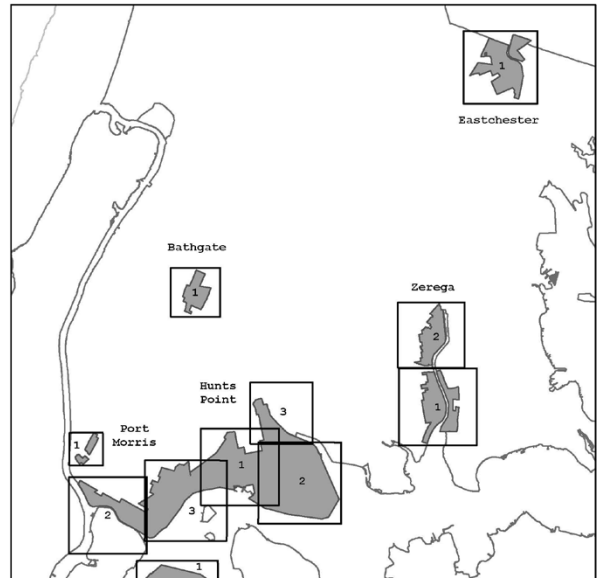 1
Eastchester
Bathgate
1
Zerega
2
1
Hunts
Point
3
Port
Morris
1
1
2
2
3
1